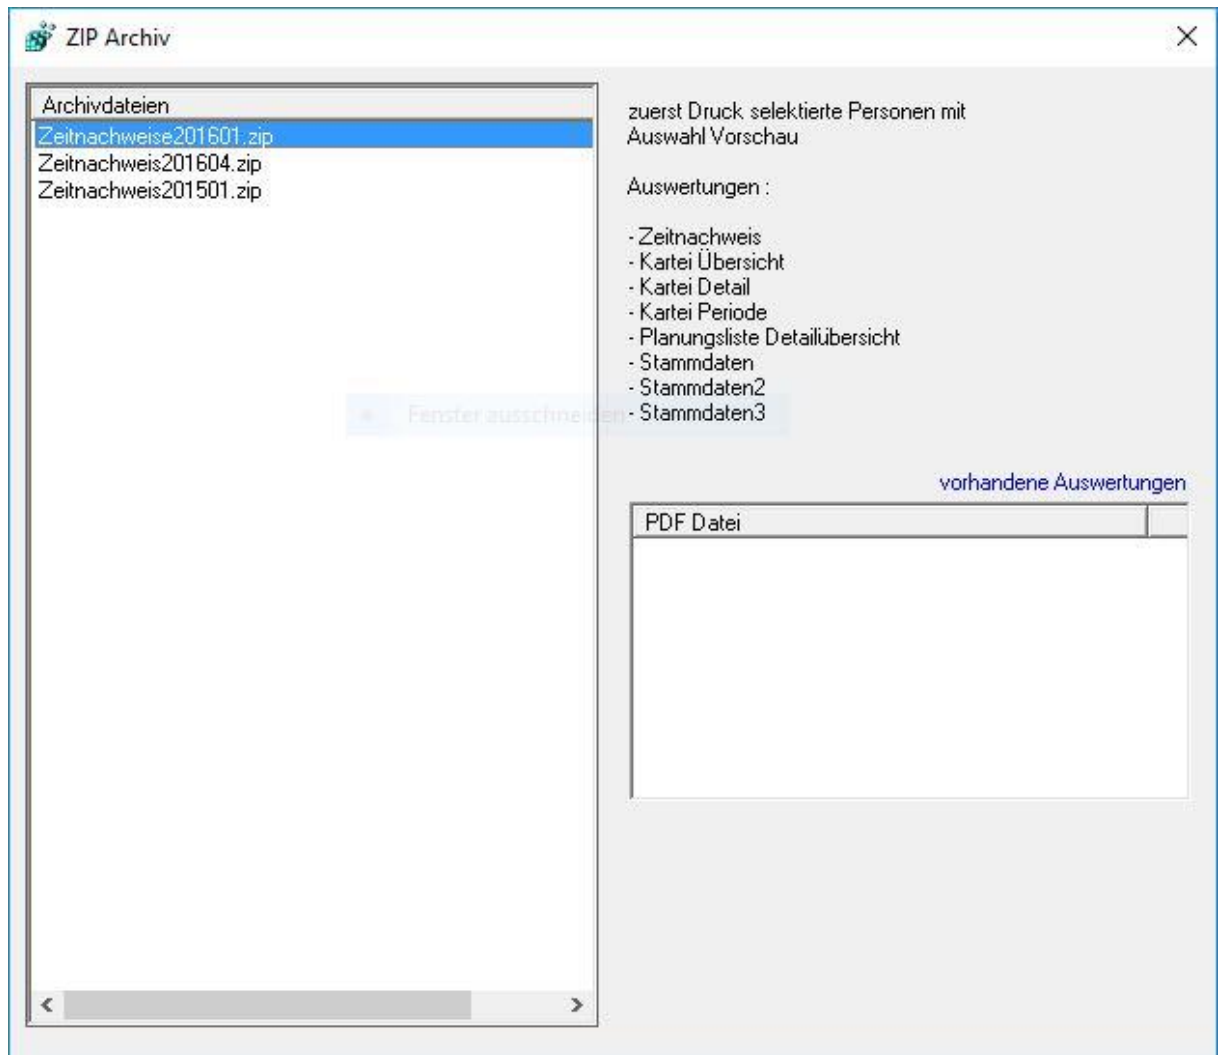 ZIP Archiv
Archivdateien
Zeitnachweise201601.zip
Zeitnachweis201604.zip
Zeitnachweis201501.zip
zuerst Druck selektierte Personen mit
Auswahl Vorschau
Auswertungen :
- Zeitnachweis
- Kartei Übersicht
- Kartei Detail
- Kartei Periode
- Planungsliste Detailübersicht
- Stammdaten
- Stammdaten2
- Stammdaten3
Fenster ausschneiden
vorhandene Auswertungen
PDF Datei